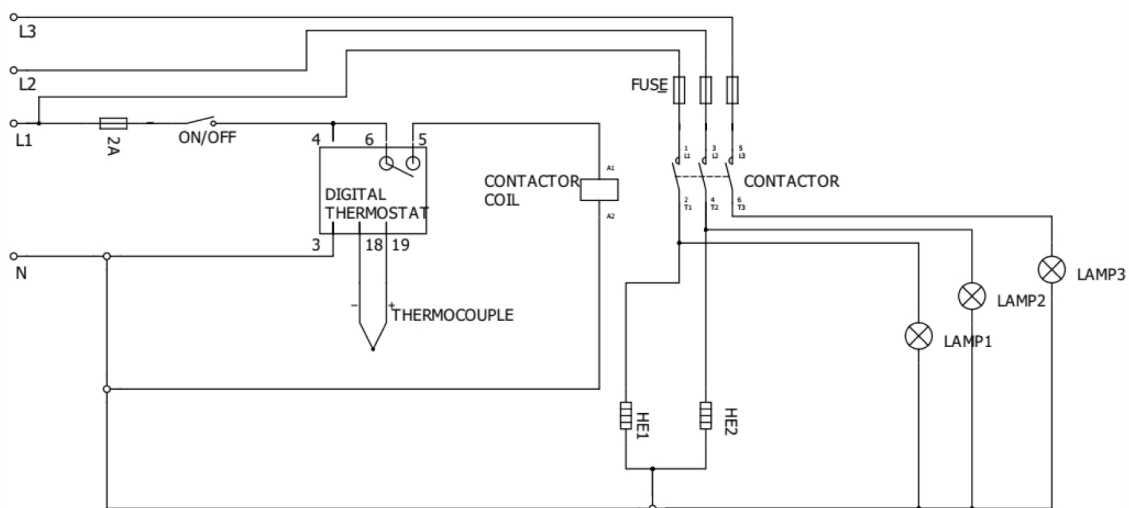 L3
L2
L1
2A
ON/OFF
4 6 5
DIGITAL
THERMOSTAT
3 18 19
- +
THERMOCOUPLE
N
CONTACTOR
COIL
A1
A2
FUSE
1 3 5
L1 L2 L3
CONTACTOR
2 4 6
T1 T2 T3
LAMP3
LAMP2
LAMP1
HE1
HE2